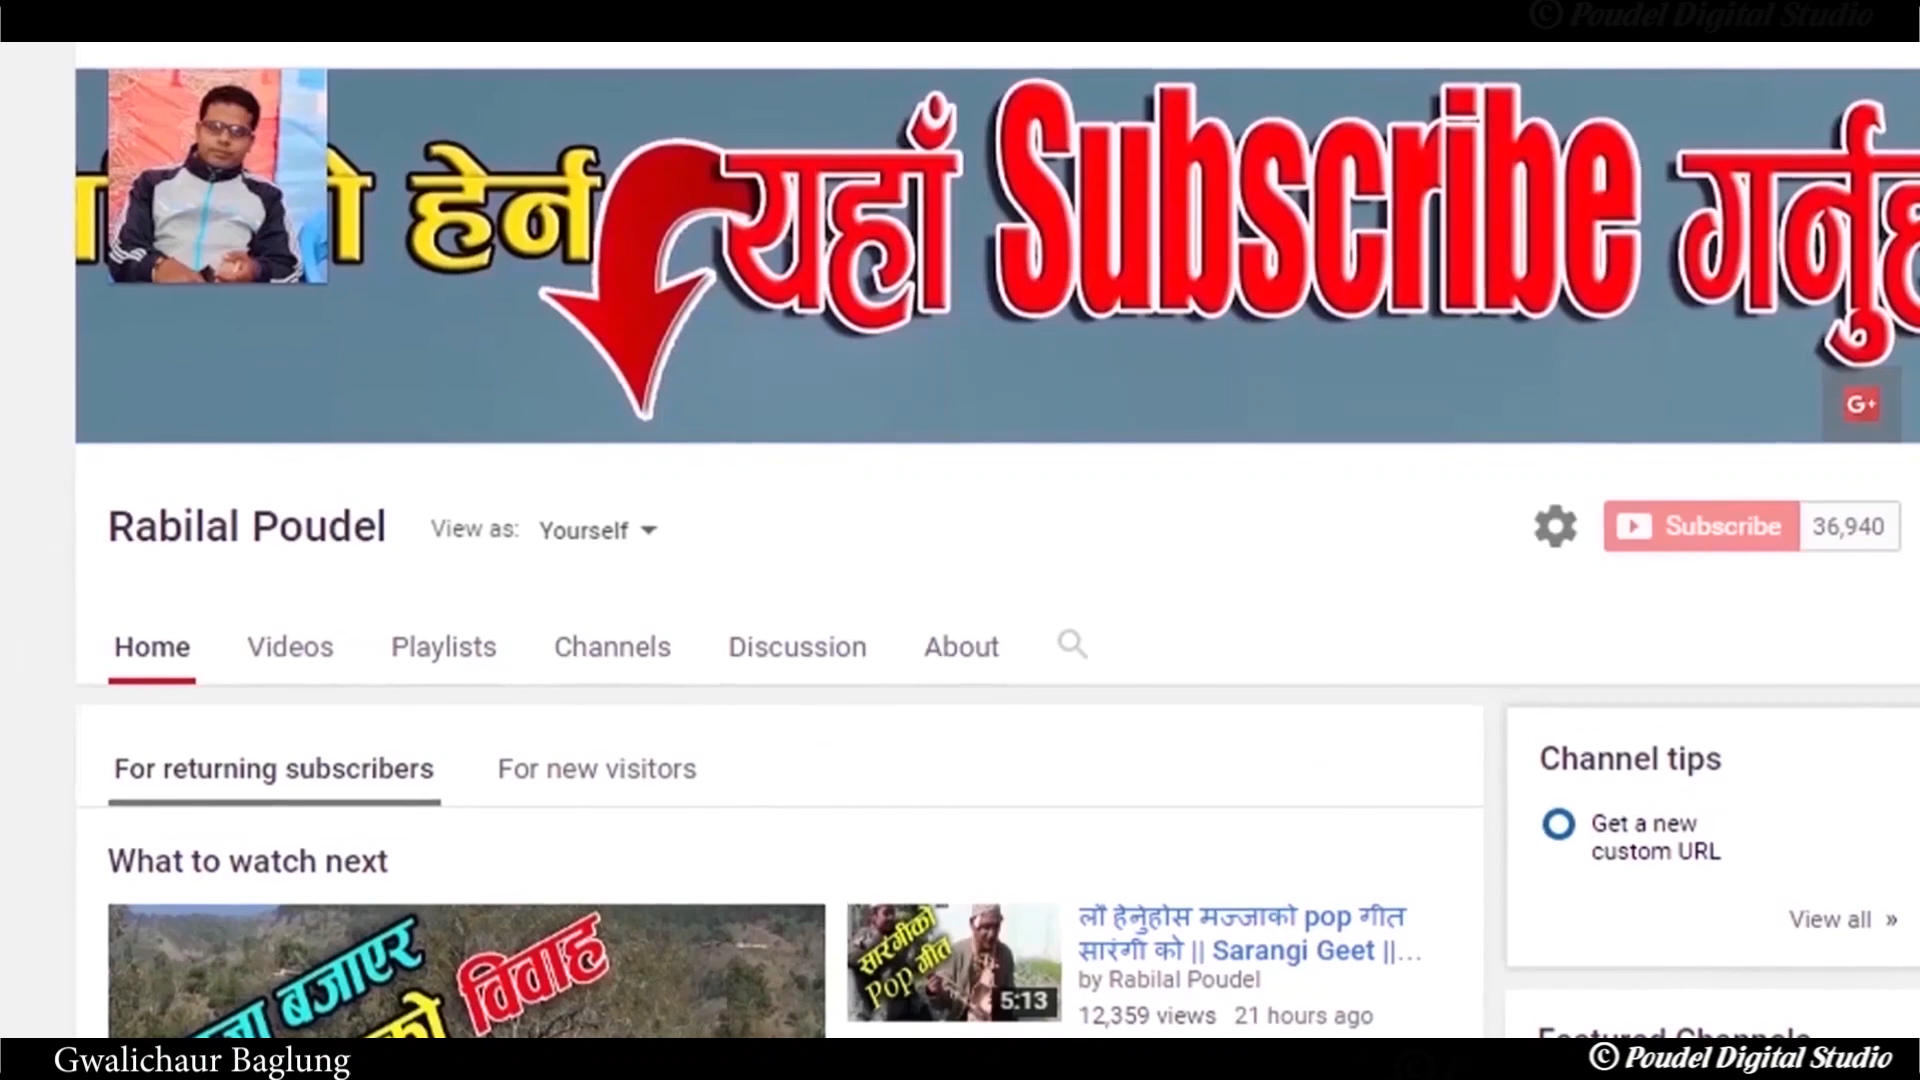 © Poudel Digital Studio
हेर्न यहाँ Subscribe
G+
Rabilal Poudel
View as: Yourself
Subscribe 36,940
Home Videos Playlists Channels Discussion About
For returning subscribers For new visitors
What to watch next
बजाएर
को विवाह
सारंगीको
Pop गीत
5:13
लौ हेर्नुहोस मज्जाको pop गीत
सारंगी को || Sarangi Geet ||...
by Rabilal Poudel
12,359 views 21 hours ago
Channel tips
Get a new
custom URL
View all »
Featured Channels
Gwalichaur Baglung
© Poudel Digital Studio